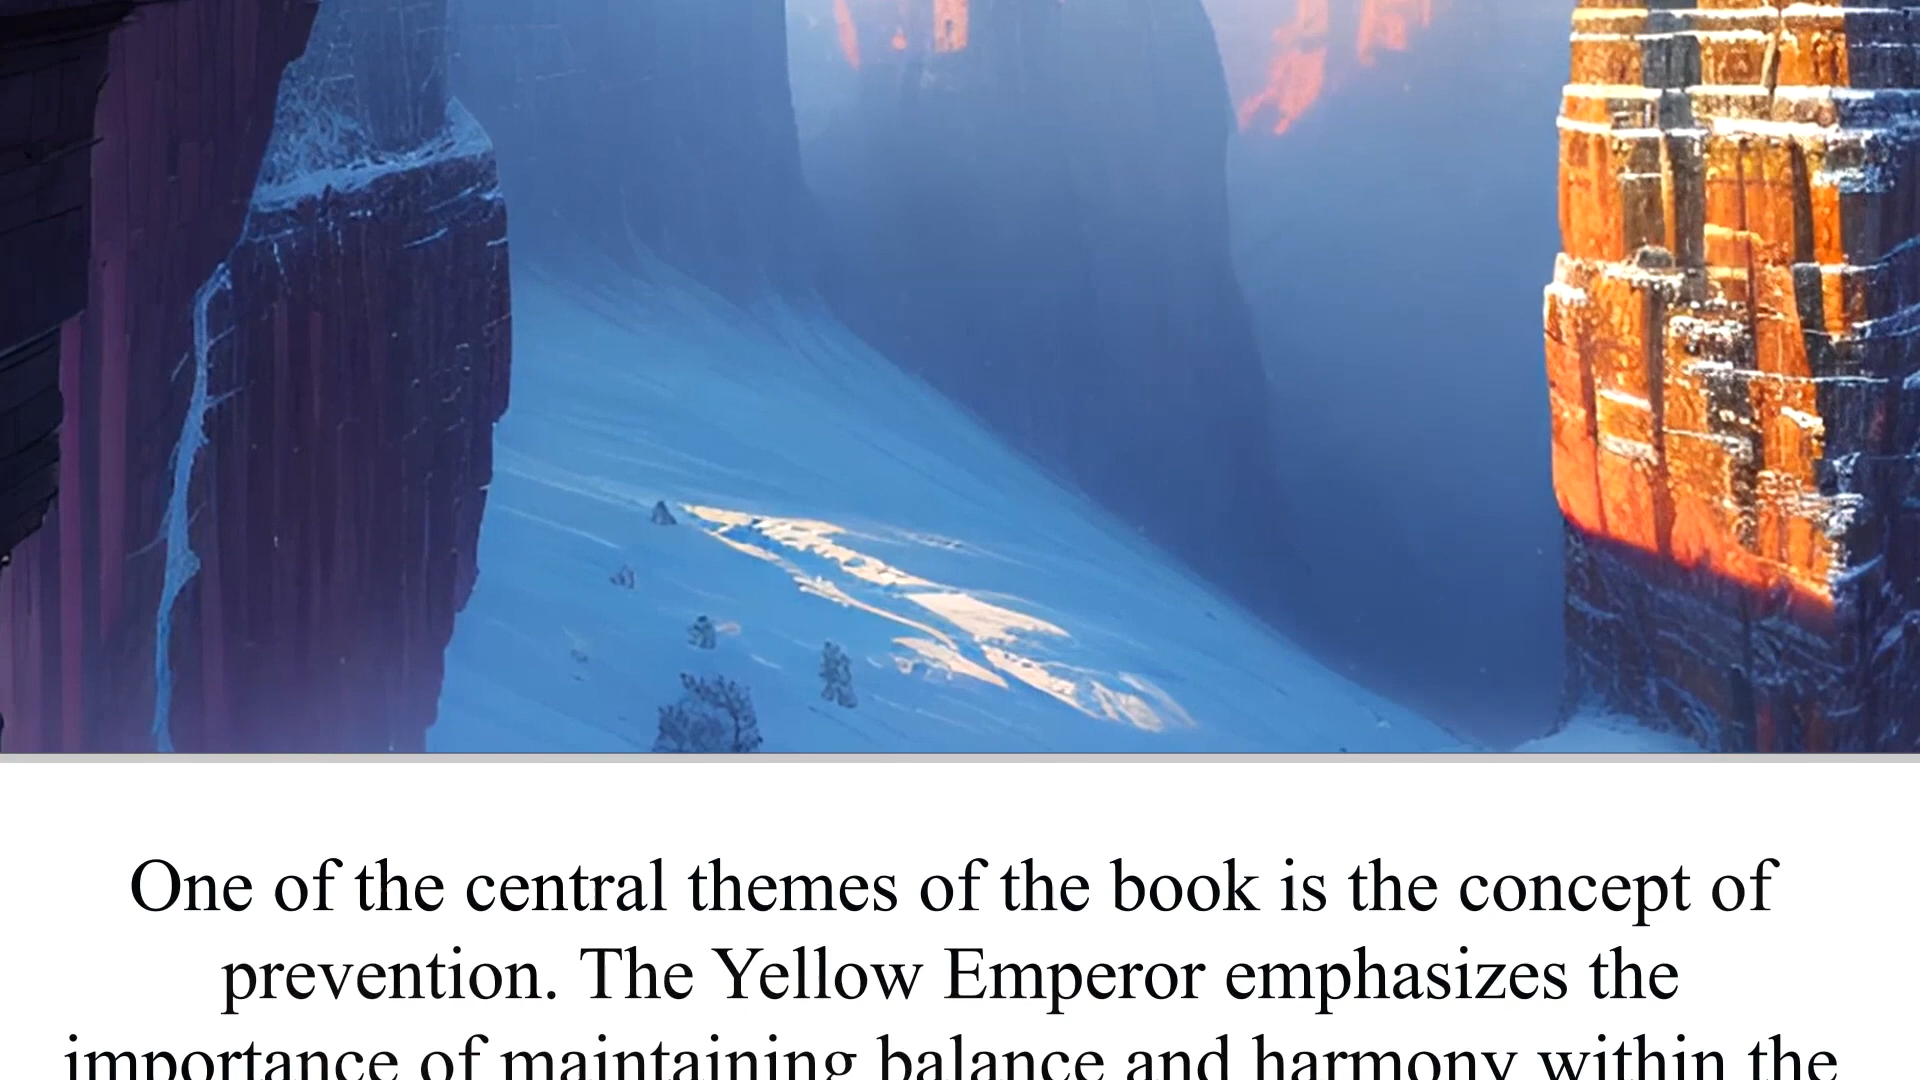 One of the central themes of the book is the concept of
prevention. The Yellow Emperor emphasizes the
importance of maintaining balance and harmony within the